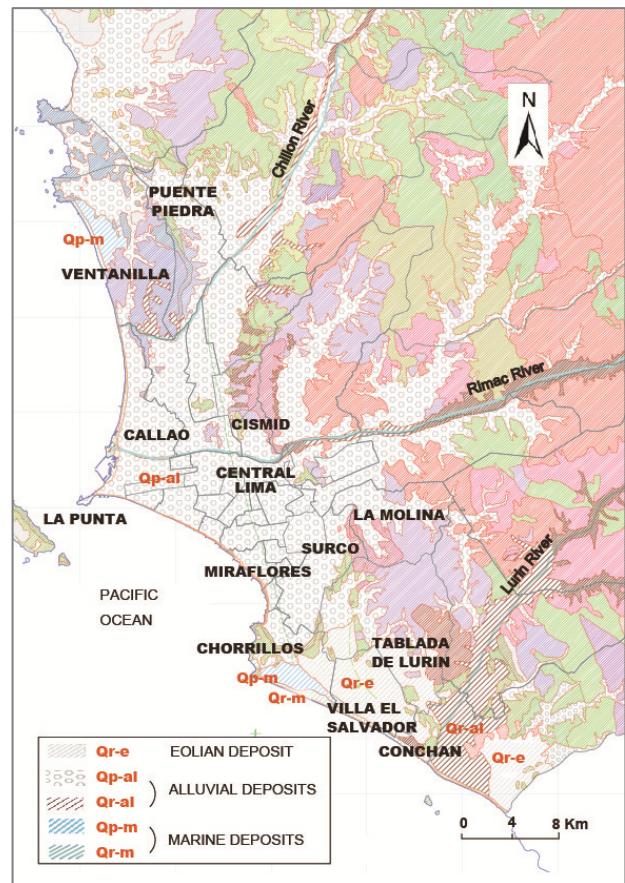 N
Chillon River
PUENTE
PIEDRA
Qp-m
VENTANILLA
Rimac River
CALLAO
CISMID
Qp-al
CENTRAL
LIMA
LA PUNTA
LA MOLINA
SURCO
MIRAFLORES
Lurin River
PACIFIC
OCEAN
CHORRILLOS
TABLADA
DE LURIN
Qp-m
Qr-e
Qr-m
VILLA EL
SALVADOR
Qr-al
CONCHAN
Qr-e
Qr-e EOLIAN DEPOSIT
Qp-al
Qr-al
ALLUVIAL DEPOSITS
Qp-m
Qr-m
MARINE DEPOSITS
0 4 8 Km